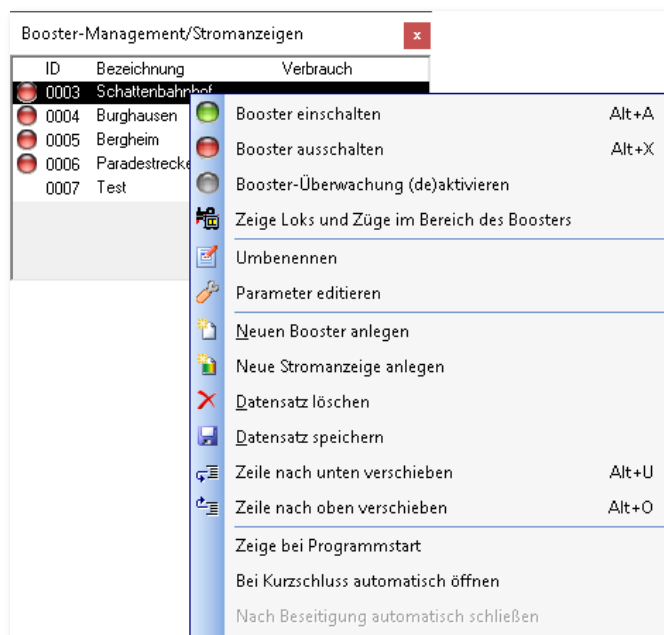 Booster-Management/Stromanzeigen
x
ID Bezeichnung Verbrauch
0003 Schattenbahnhof
0004 Burghausen
0005 Bergheim
0006 Paradestrecke
0007 Test
Booster einschalten Alt+A
Booster ausschalten Alt+X
Booster-Überwachung (de)aktivieren
Zeige Loks und Züge im Bereich des Boosters
Umbenennen
Parameter editieren
Neuen Booster anlegen
Neue Stromanzeige anlegen
Datensatz löschen
Datensatz speichern
Zeile nach unten verschieben Alt+U
Zeile nach oben verschieben Alt+O
Zeige bei Programmstart
Bei Kurzschluss automatisch öffnen
Nach Beseitigung automatisch schließen